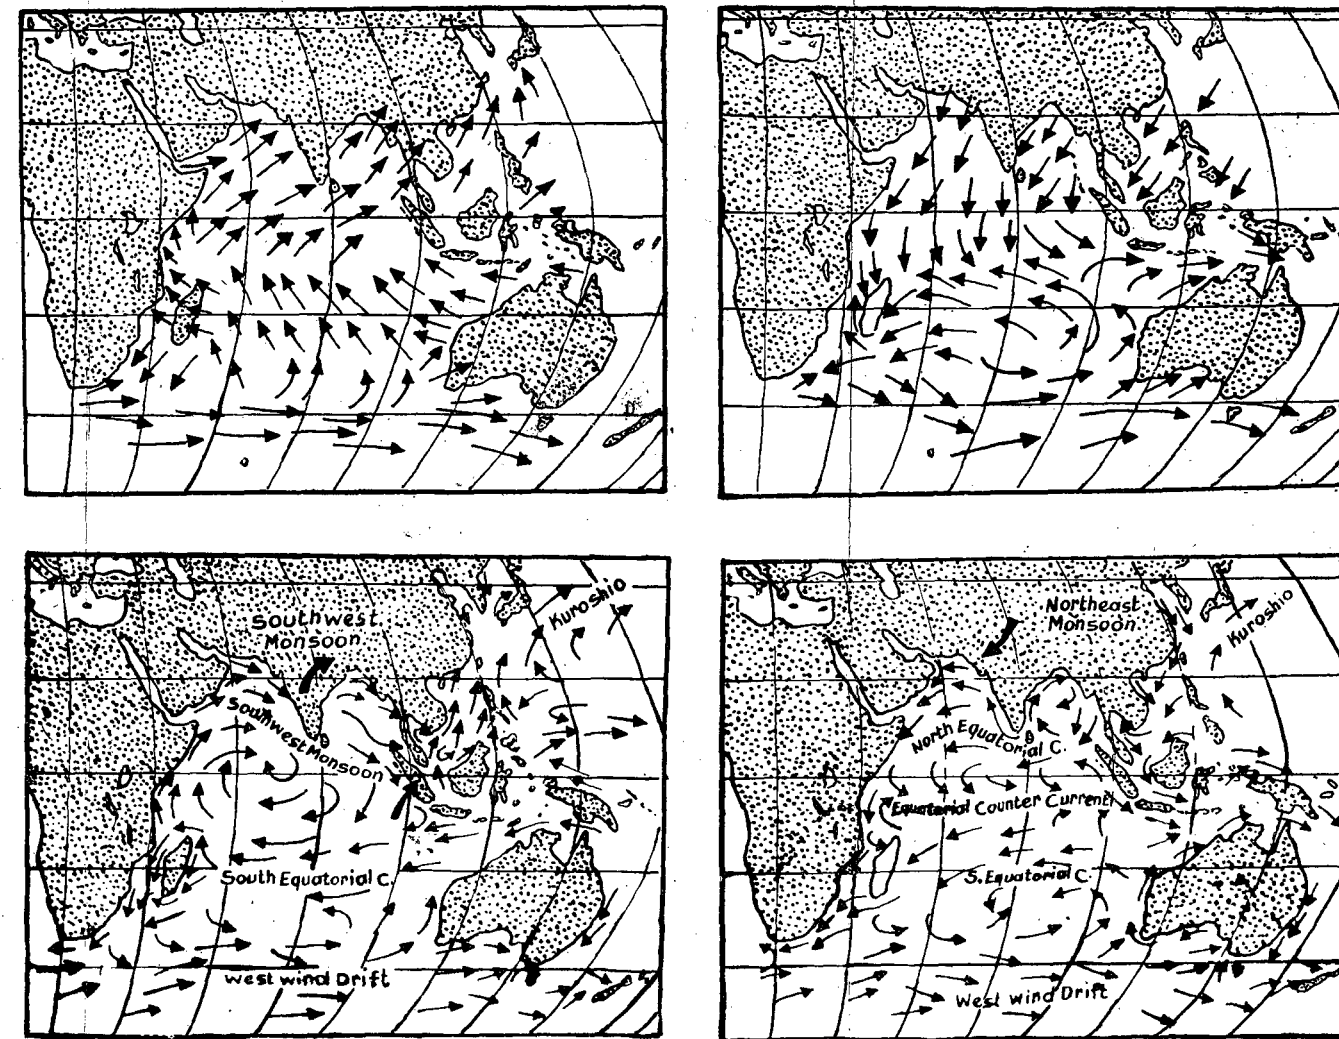 Southwest
Monsoon
Kuroshio
Southwest Monsoon
South Equatorial C.
West wind Drift
Northeast
Monsoon
Kuroshio
North Equatorial C.
Equatorial Counter Current
S. Equatorial C.
West wind Drift